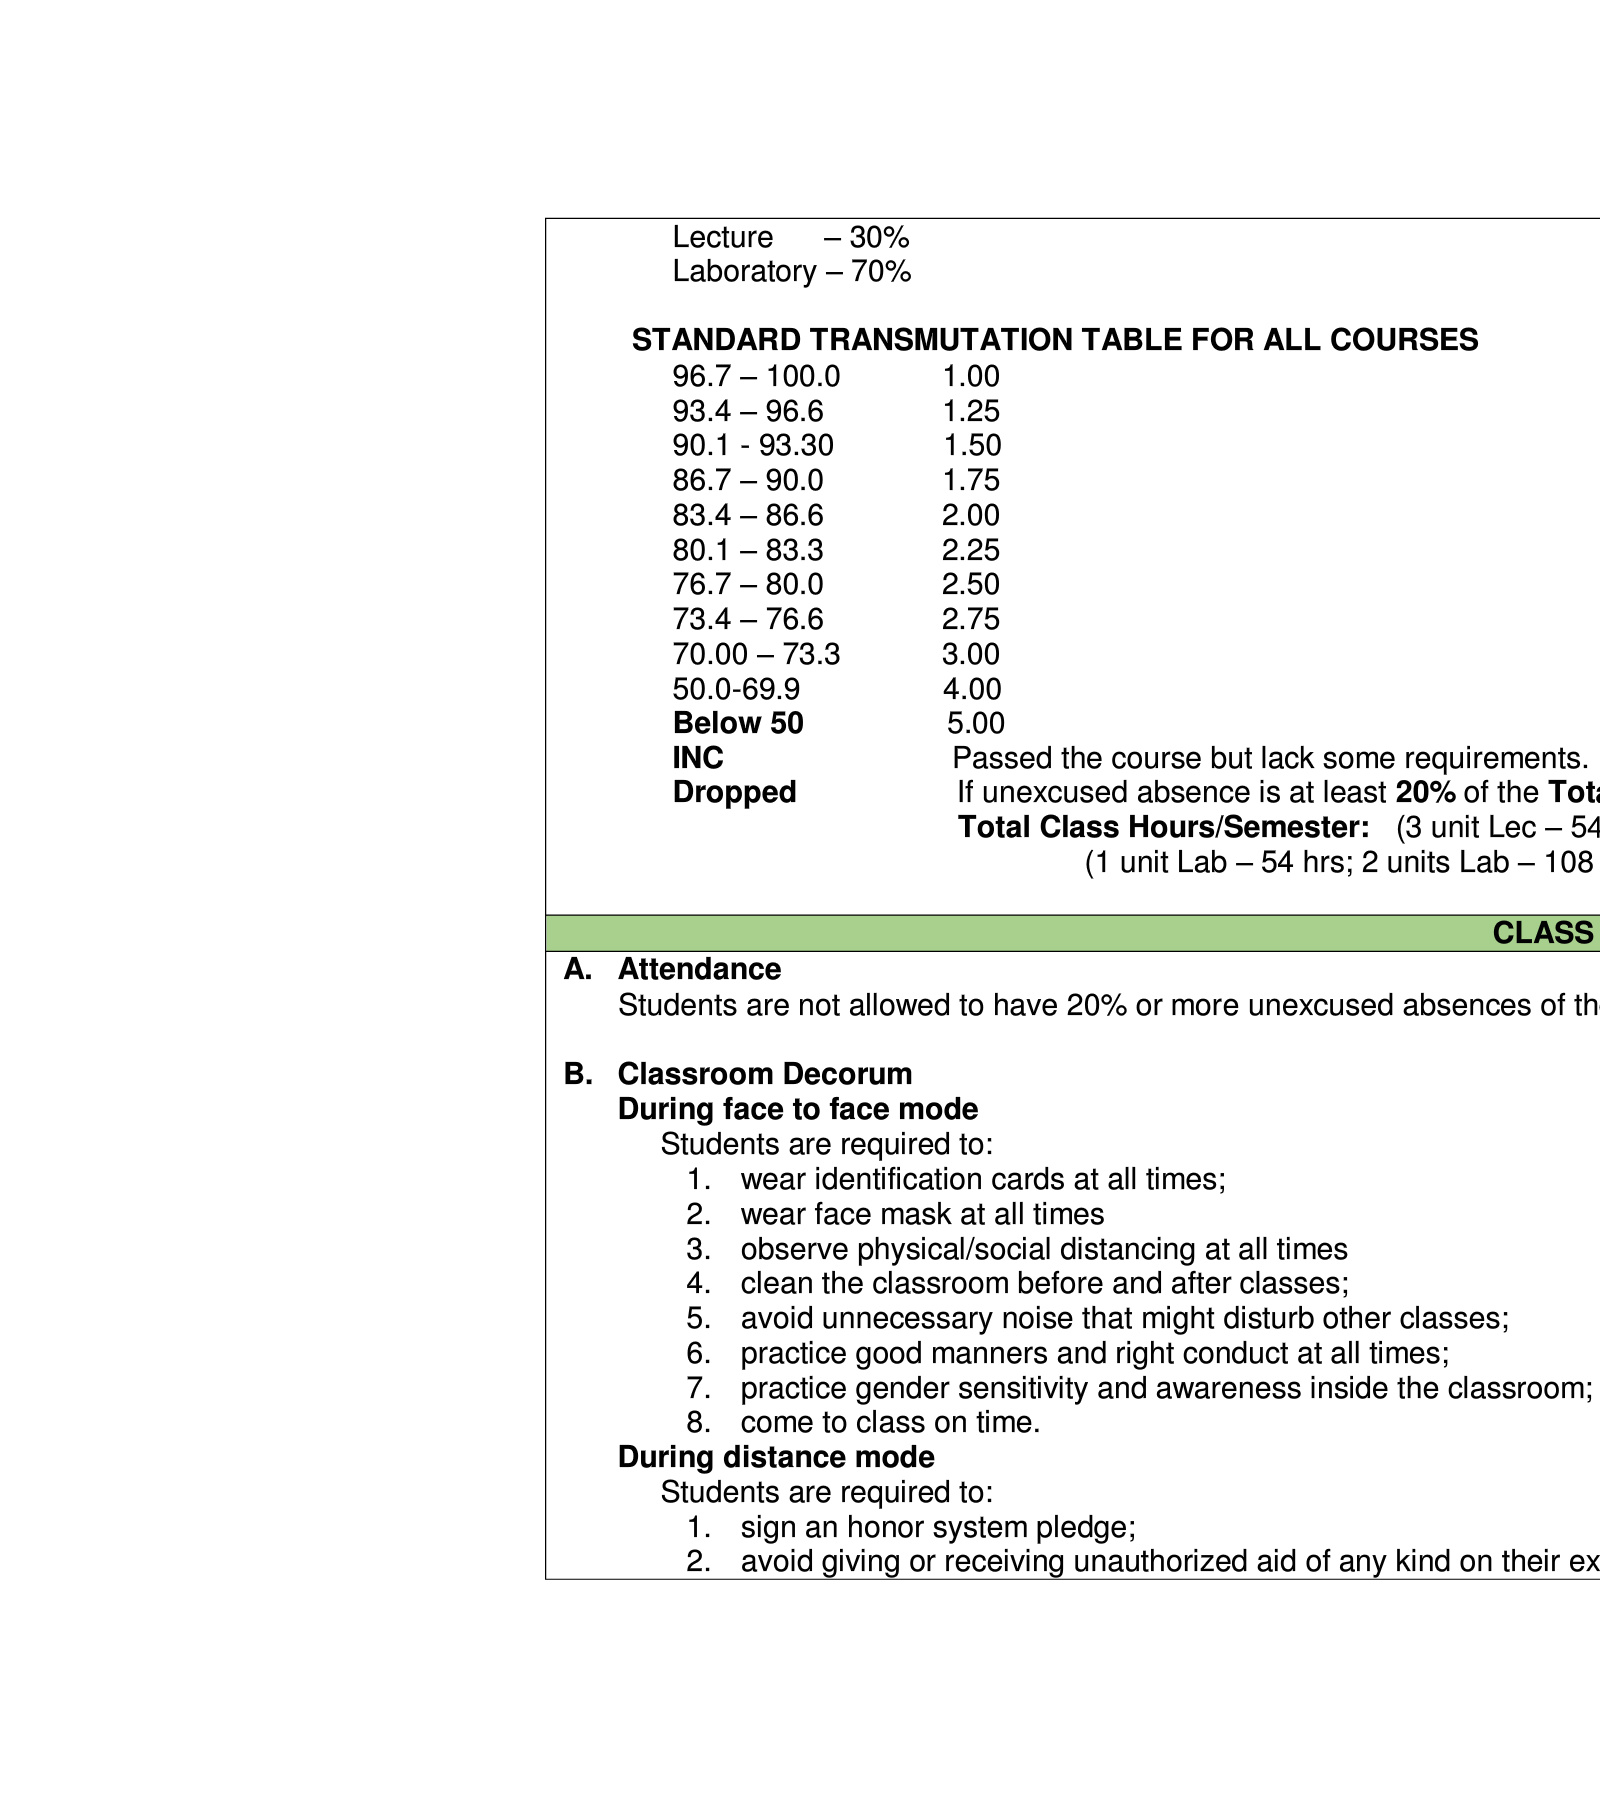 Lecture – 30%
Laboratory – 70%
STANDARD TRANSMUTATION TABLE FOR ALL COURSES
96.7 – 100.0 1.00
93.4 – 96.6 1.25
90.1 - 93.30 1.50
86.7 – 90.0 1.75
83.4 – 86.6 2.00
80.1 – 83.3 2.25
76.7 – 80.0 2.50
73.4 – 76.6 2.75
70.00 – 73.3 3.00
50.0-69.9 4.00
Below 50 5.00
INC Passed the course but lack some requirements.
Dropped If unexcused absence is at least 20% of the
Total Class Hours/Semester: (3 unit Lec – 54
(1 unit Lab – 54 hrs; 2 units Lab – 108
CLASS
A. Attendance
Students are not allowed to have 20% or more unexcused absences of
B. Classroom Decorum
During face to face mode
Students are required to:
1. wear identification cards at all times;
2. wear face mask at all times
3. observe physical/social distancing at all times
4. clean the classroom before and after classes;
5. avoid unnecessary noise that might disturb other classes;
6. practice good manners and right conduct at all times;
7. practice gender sensitivity and awareness inside the classroom;
8. come to class on time.
During distance mode
Students are required to:
1. sign an honor system pledge;
2. avoid giving or receiving unauthorized aid of any kind on their